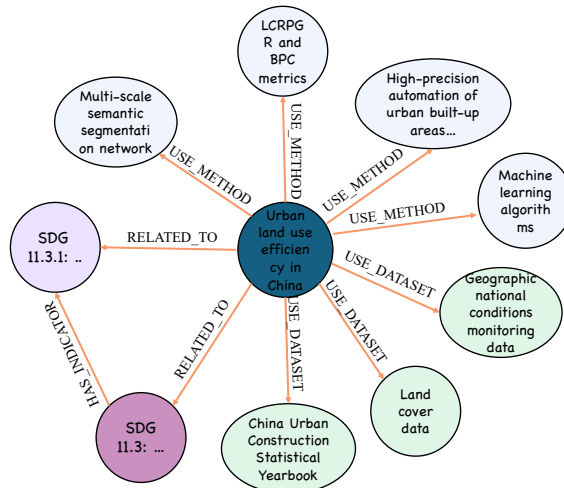 LCRPG
R and
BPC
metrics
High-precision
automation of
urban built-up
areas...
Multi-scale
semantic
segmentati
on network
Machine
learning
algorith
ms
USE_METHOD
USE_METHOD
USE_METHOD
USE_METHOD
Urban
land use
efficien
cy in
China
SDG
11.3.1: ..
RELATED_TO
RELATED_TO
HAS_INDICATOR
USE_DATASET
USE_DATASET
USE_DATASET
Geographic
national
conditions
monitoring
data
Land
cover
data
SDG
11.3: ...
China Urban
Construction
Statistical
Yearbook